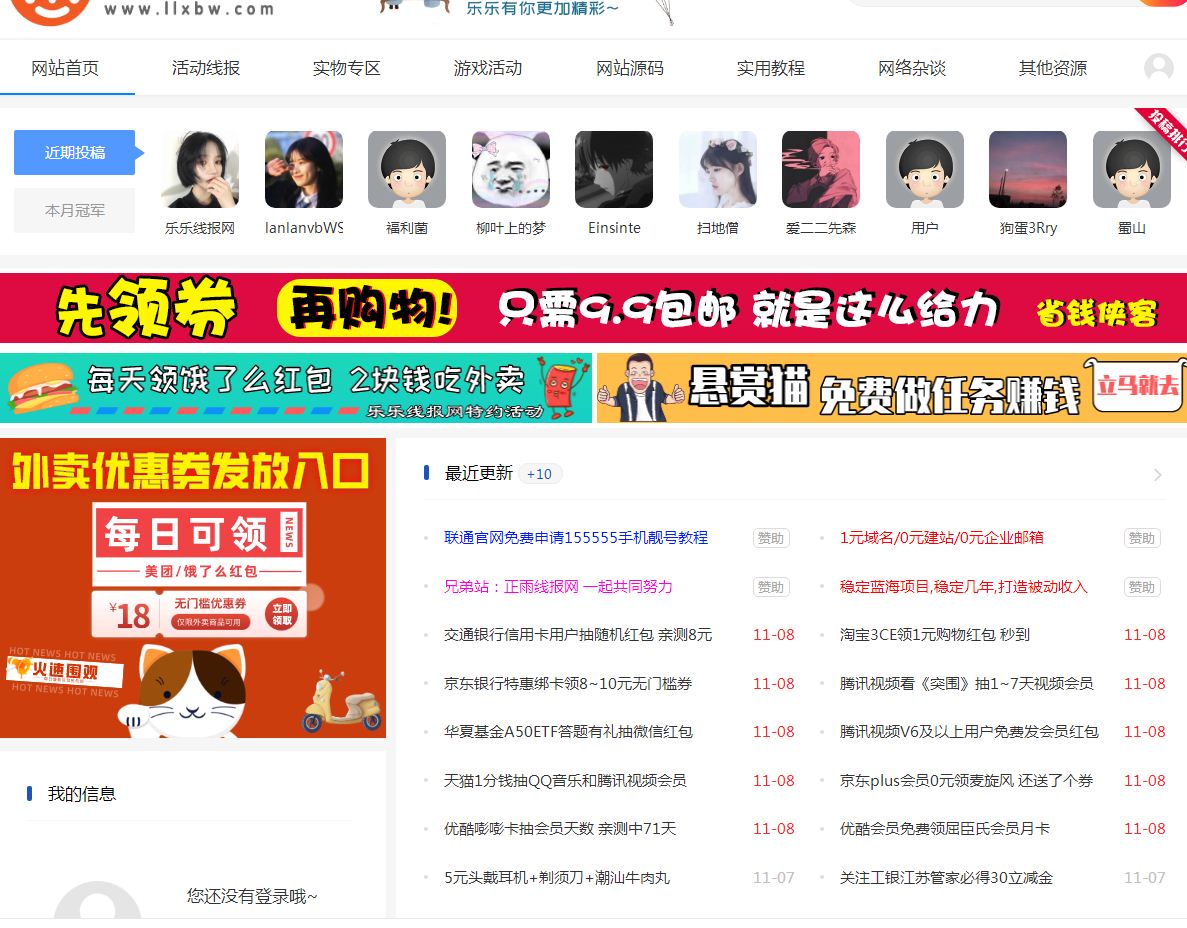 www.llxbw.com
乐乐有你更加精彩~
网站首页 活动线报 实物专区 游戏活动 网站源码 实用教程 网络杂谈 其他资源
近期投稿
本月冠军
投稿排行
乐乐线报网 lanlanvbWS 福利菌 柳叶上的梦 Einsinte 扫地僧 爱二二先森 用户 狗蛋3Rry 蜀山
先领券 再购物! 只需9.9包邮 就是这么给力 省钱侠客
每天领饿了么红包 2块钱吃外卖
乐乐线报网特约活动
悬赏猫 免费做任务赚钱 立马就去
外卖优惠券发放入口
每日可领 NEWS
美团/饿了么红包
¥18 无门槛优惠券
仅限外卖商品可用
立即
领取
HOT NEWS HOT NEWS
火速围观
HOT NEWS HOT NEWS
我的信息
您还没有登录哦~
最近更新 +10
联通官网免费申请155555手机靓号教程 赞助
1元域名/0元建站/0元企业邮箱 赞助
兄弟站：正雨线报网 一起共同努力 赞助
稳定蓝海项目,稳定几年,打造被动收入 赞助
交通银行信用卡用户抽随机红包 亲测8元 11-08
淘宝3CE领1元购物红包 秒到 11-08
京东银行特惠绑卡领8~10元无门槛券 11-08
腾讯视频看《突围》抽1~7天视频会员 11-08
华夏基金A50ETF答题有礼抽微信红包 11-08
腾讯视频V6及以上用户免费发会员红包 11-08
天猫1分钱抽QQ音乐和腾讯视频会员 11-08
京东plus会员0元领麦旋风 还送了个券 11-08
优酷嘭嘭卡抽会员天数 亲测中71天 11-08
优酷会员免费领屈臣氏会员月卡 11-08
5元头戴耳机+剃须刀+潮汕牛肉丸 11-07
关注工银江苏管家必得30立减金 11-07